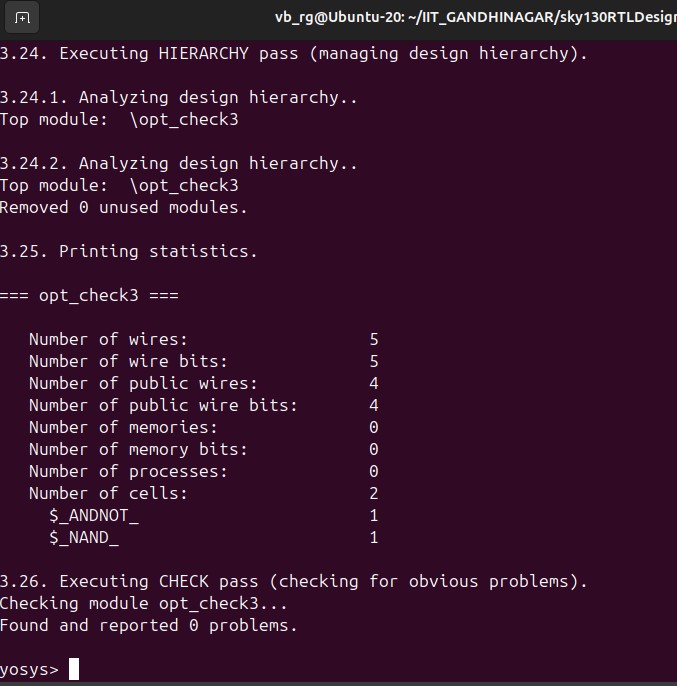 vb_rg@Ubuntu-20: ~/IIT_GANDHINAGAR/sky130RTLDesign
3.24. Executing HIERARCHY pass (managing design hierarchy).
3.24.1. Analyzing design hierarchy..
Top module:  \opt_check3
3.24.2. Analyzing design hierarchy..
Top module:  \opt_check3
Removed 0 unused modules.
3.25. Printing statistics.
=== opt_check3 ===
Number of wires: 5
Number of wire bits: 5
Number of public wires: 4
Number of public wire bits: 4
Number of memories: 0
Number of memory bits: 0
Number of processes: 0
Number of cells: 2
$_ANDNOT_ 1
$_NAND_ 1
3.26. Executing CHECK pass (checking for obvious problems).
Checking module opt_check3...
Found and reported 0 problems.
yosys>